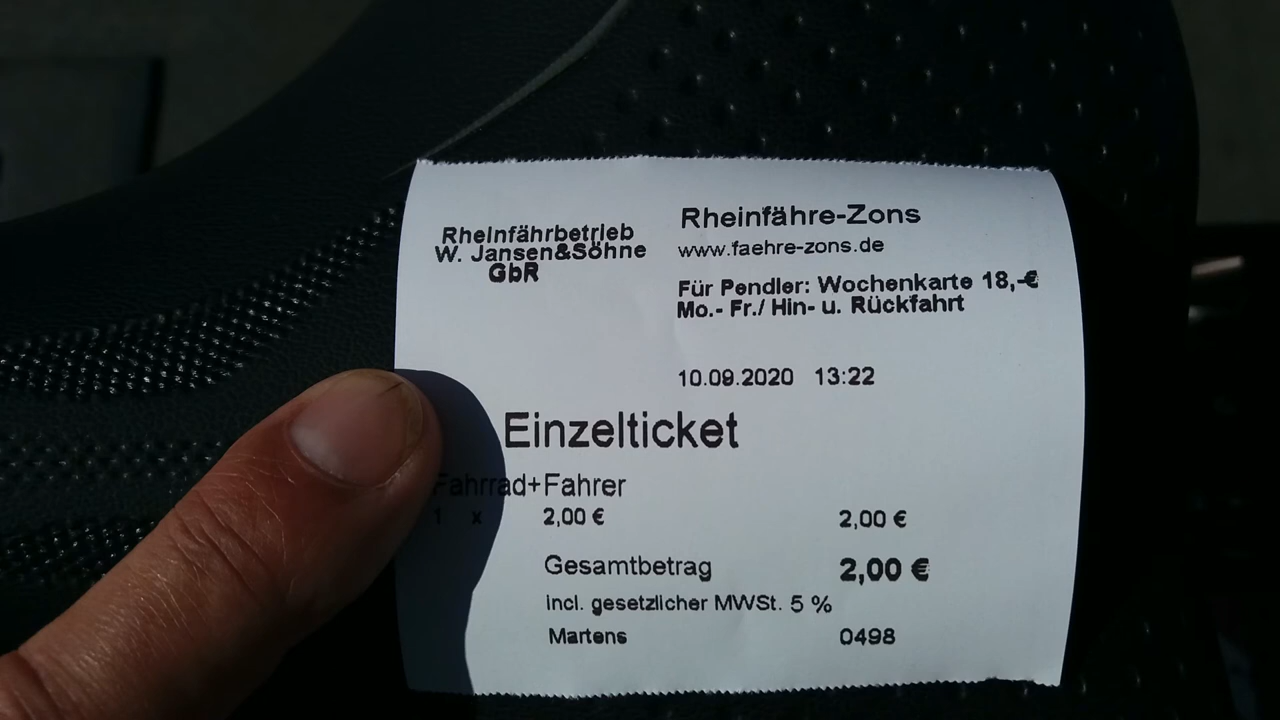 Rheinfährbetrieb
W. Jansen&Söhne
GbR
Rheinfähre-Zons
www.faehre-zons.de
Für Pendler: Wochenkarte 18,-€
Mo.- Fr./ Hin- u. Rückfahrt
10.09.2020 13:22
Einzelticket
Fahrrad+Fahrer
1 x 2,00 € 2,00 €
Gesamtbetrag 2,00 €
incl. gesetzlicher MWSt. 5 %
Martens 0498